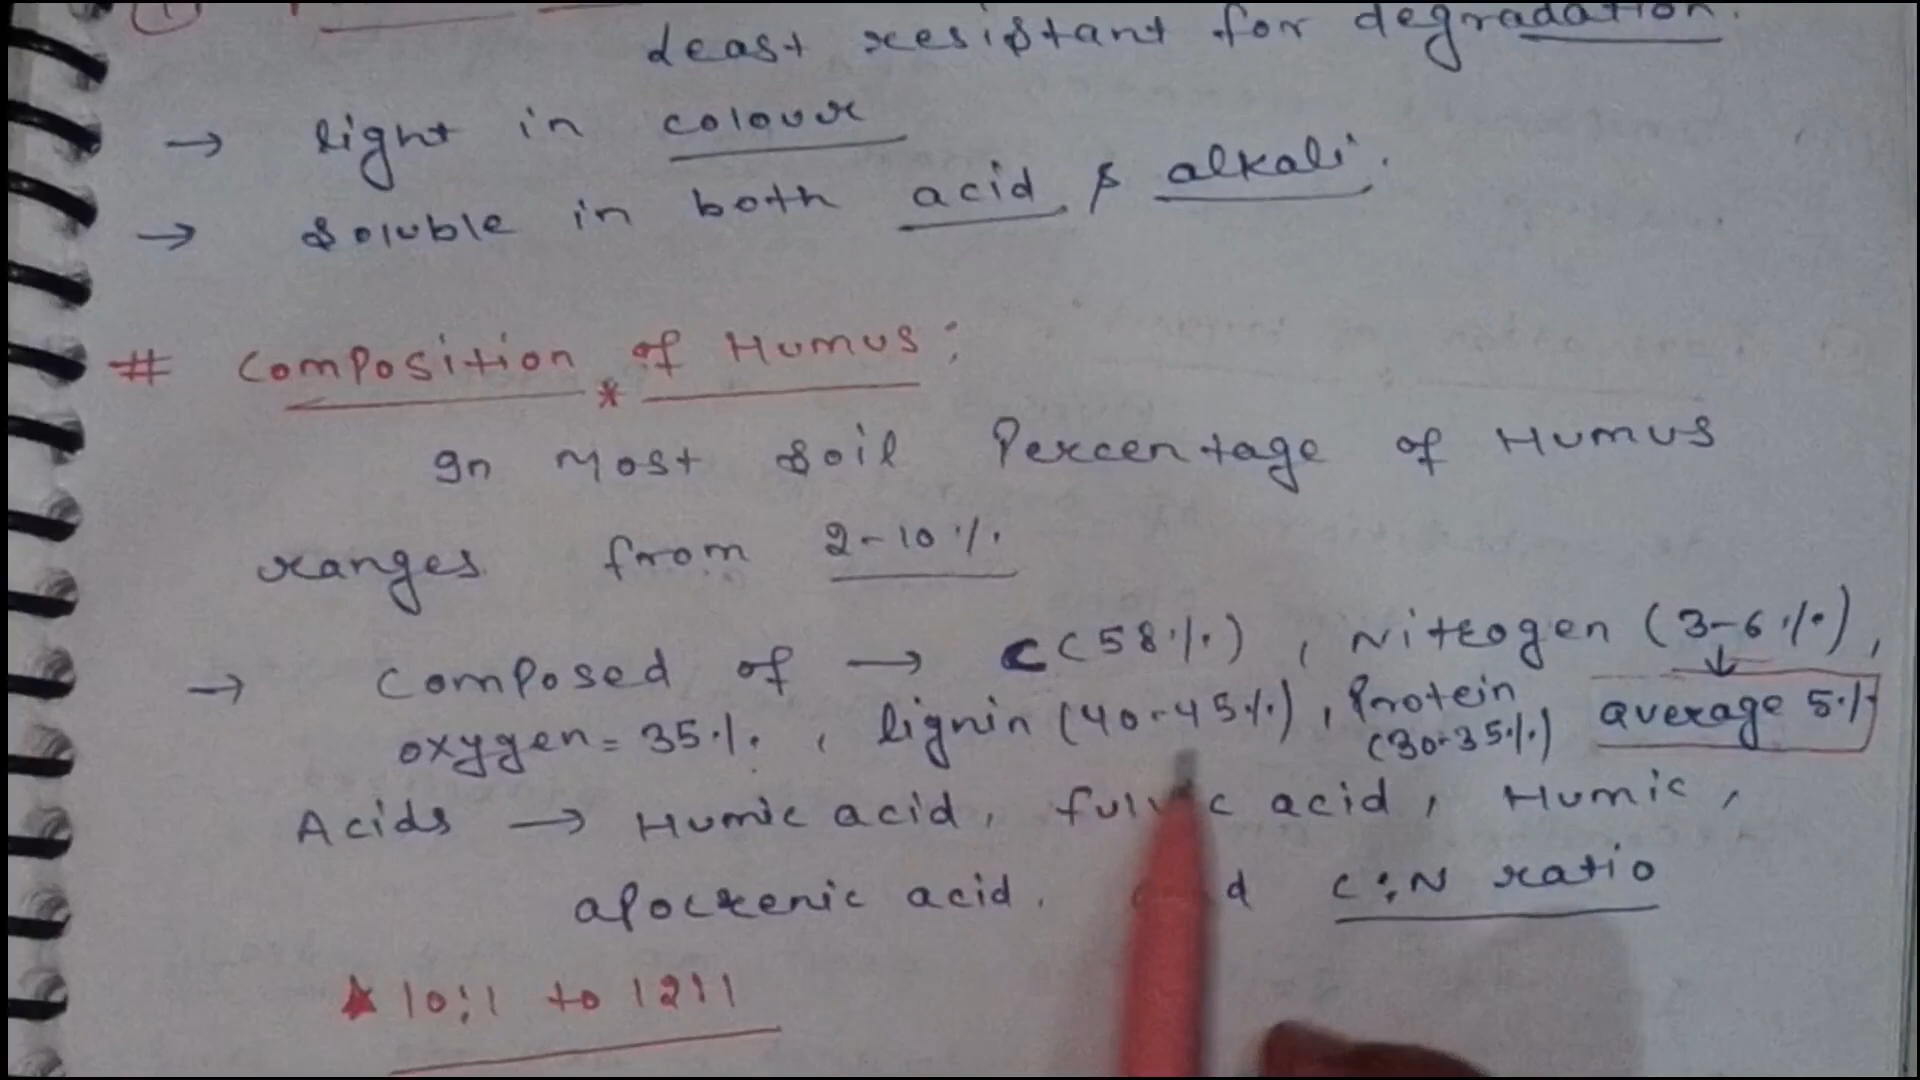 Least resistant for degradation.
→ light in colour
→ Soluble in both acid & alkali.
# Composition of Humus:
In Most Soil Percentage of Humus
ranges from 2-10%
→ Composed of → C (58%), Nitrogen (3-6%),
oxygen = 35%, lignin (40-45%), Protein (30-35%) average 5%
Acids → Humic acid, fulvic acid, Humic,
apocrenic acid. and C:N ratio
★ 10:1 to 12:1